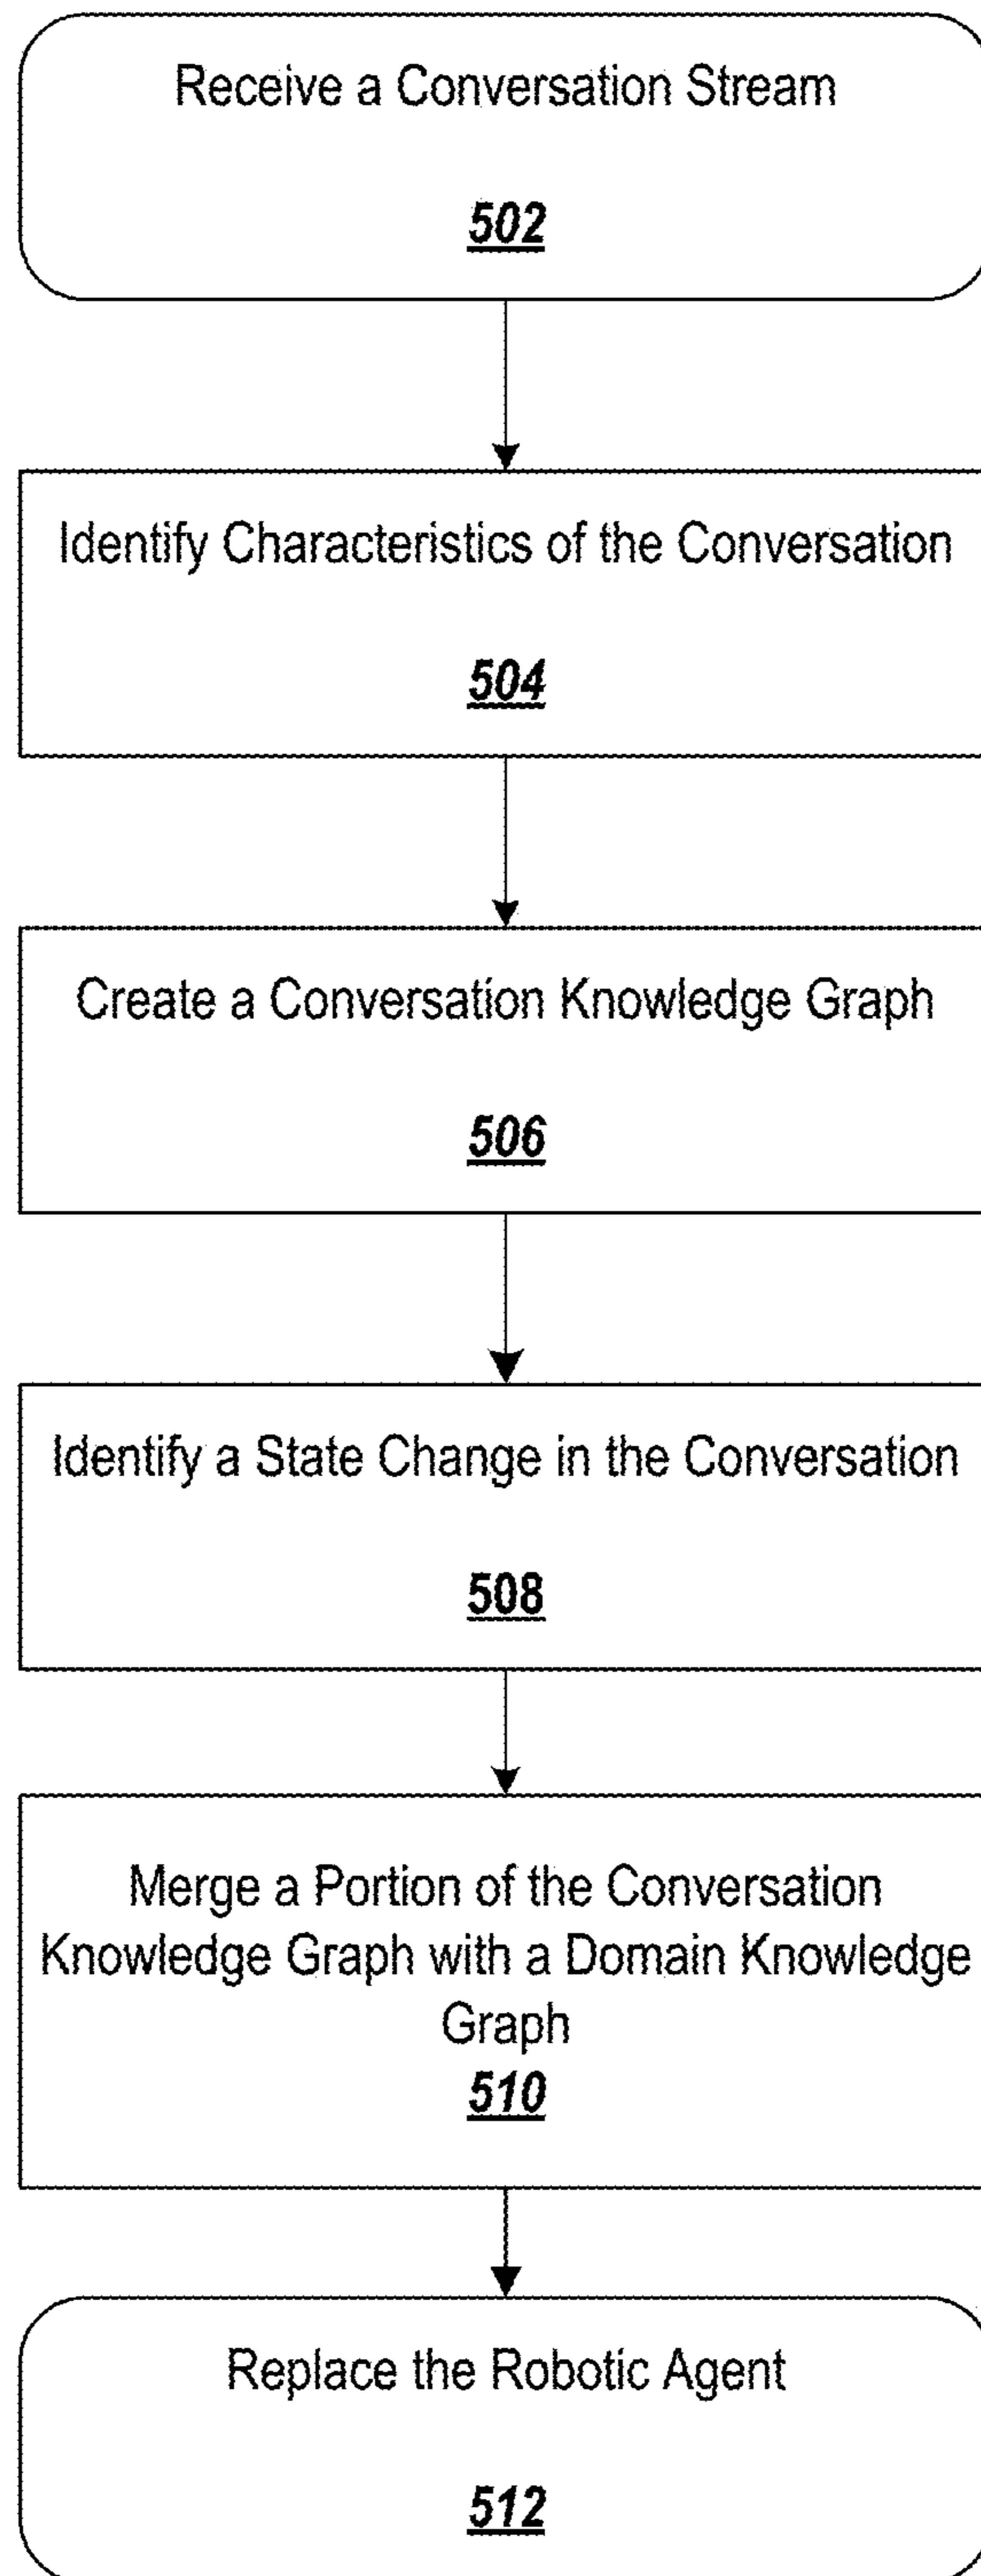 Receive a Conversation Stream
502
Identify Characteristics of the Conversation
504
Create a Conversation Knowledge Graph
506
Identify a State Change in the Conversation
508
Merge a Portion of the Conversation
Knowledge Graph with a Domain Knowledge
Graph
510
Replace the Robotic Agent
512